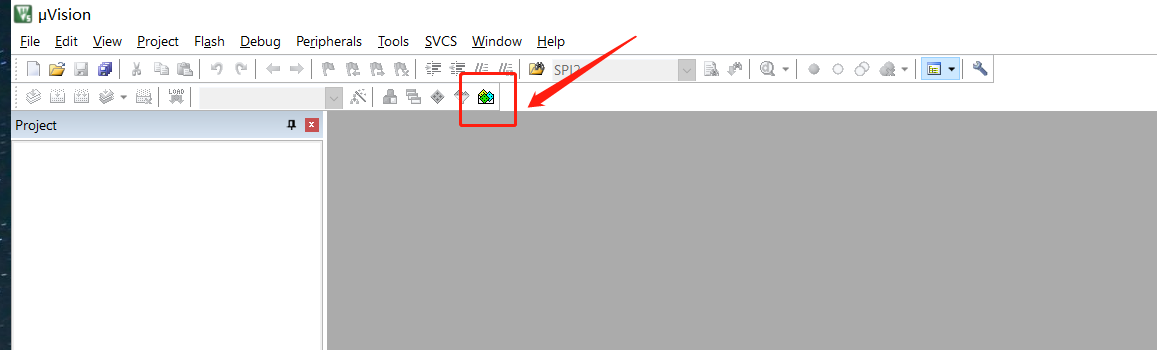 µVision
File Edit View Project Flash Debug Peripherals Tools SVCS Window Help
SPI2
LOAD
Project